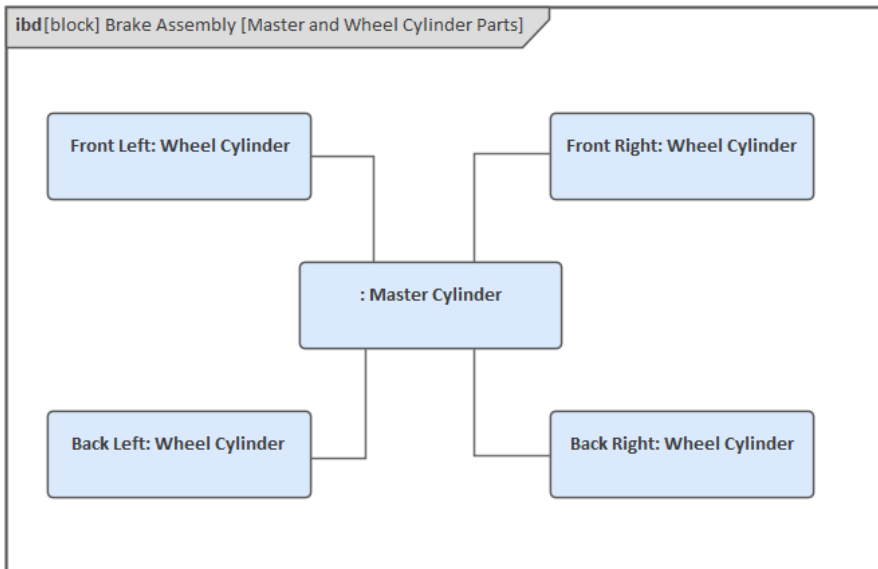 ibd[block] Brake Assembly [Master and Wheel Cylinder Parts]
Front Left: Wheel Cylinder
Front Right: Wheel Cylinder
: Master Cylinder
Back Left: Wheel Cylinder
Back Right: Wheel Cylinder